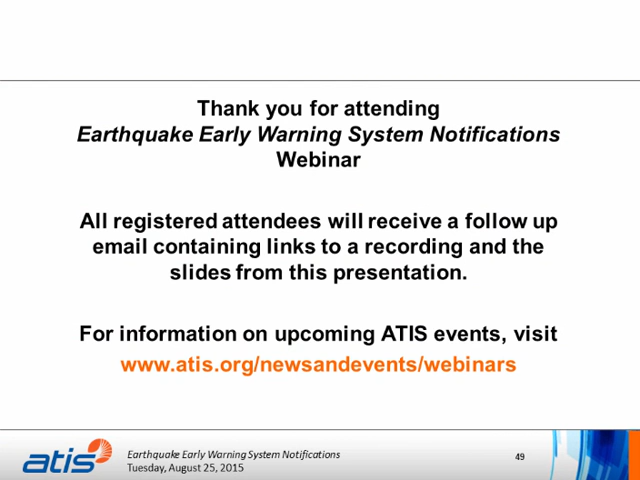 Thank you for attending
Earthquake Early Warning System Notifications
Webinar
All registered attendees will receive a follow up
email containing links to a recording and the
slides from this presentation.
For information on upcoming ATIS events, visit
www.atis.org/newsandevents/webinars
atis
Earthquake Early Warning System Notifications
Tuesday, August 25, 2015
49